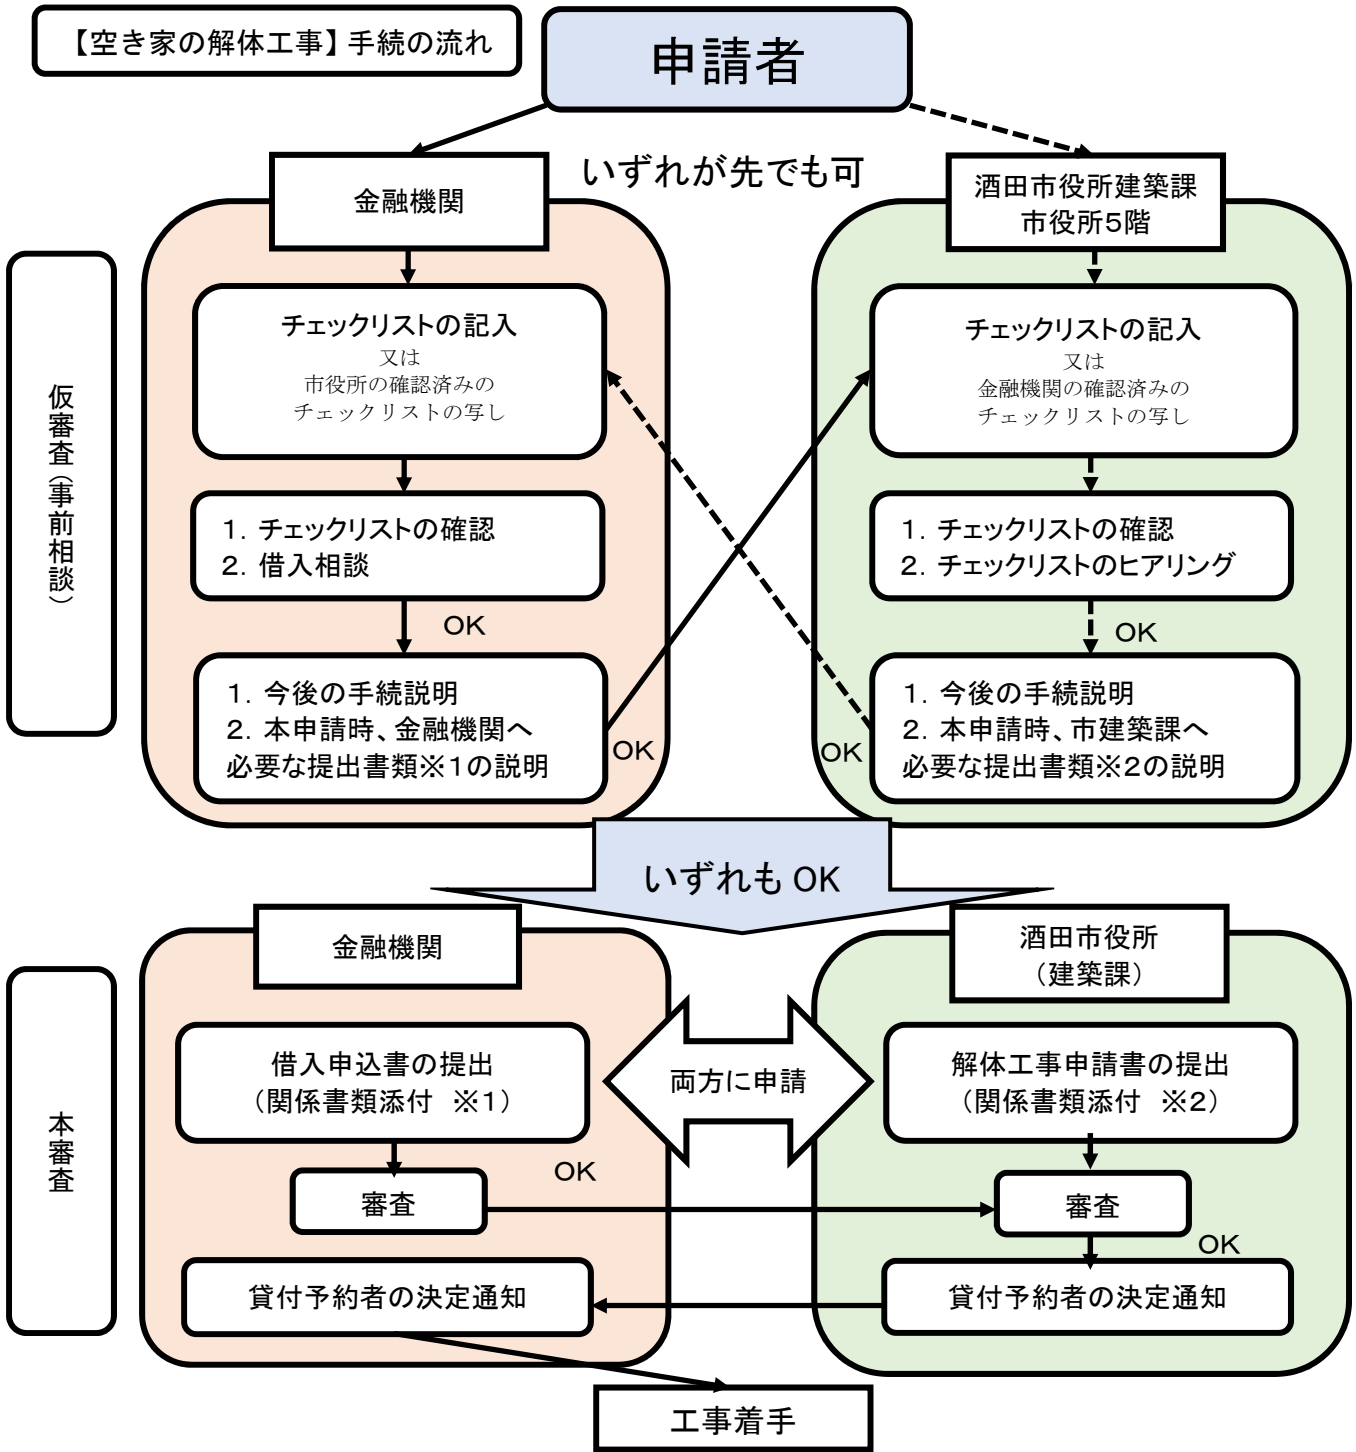 【空き家の解体工事】手続の流れ
申請者
いずれが先でも可
金融機関
酒田市役所建築課
市役所5階
仮審査(事前相談)
チェックリストの記入
又は
市役所の確認済みの
チェックリストの写し
1. チェックリストの確認
2. 借入相談
OK
1. 今後の手続説明
2. 本申請時、金融機関へ
必要な提出書類※1の説明
OK
チェックリストの記入
又は
金融機関の確認済みの
チェックリストの写し
1. チェックリストの確認
2. チェックリストのヒアリング
OK
1. 今後の手続説明
2. 本申請時、市建築課へ
必要な提出書類※2の説明
OK
いずれも OK
本審査
金融機関
酒田市役所
(建築課)
借入申込書の提出
(関係書類添付 ※1)
両方に申請
解体工事申請書の提出
(関係書類添付 ※2)
審査
OK
審査
OK
貸付予約者の決定通知
貸付予約者の決定通知
工事着手